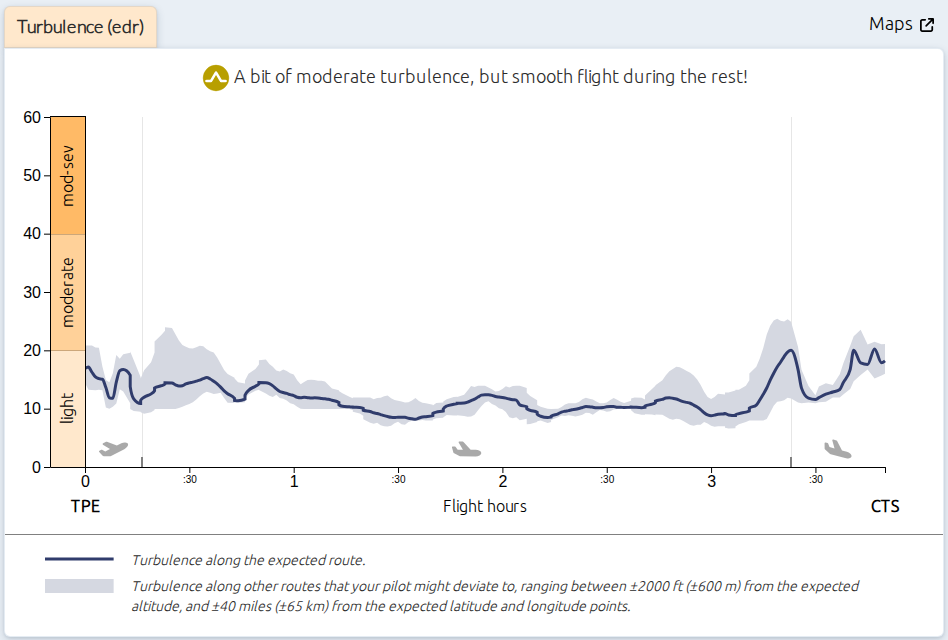 Turbulence (edr)
Maps
A bit of moderate turbulence, but smooth flight during the rest!
60
50
40
30
20
10
0
mod-sev
moderate
light
0
:30
1
:30
2
:30
3
:30
TPE
Flight hours
CTS
Turbulence along the expected route.
Turbulence along other routes that your pilot might deviate to, ranging between ±2000 ft (±600 m) from the expected
altitude, and ±40 miles (±65 km) from the expected latitude and longitude points.